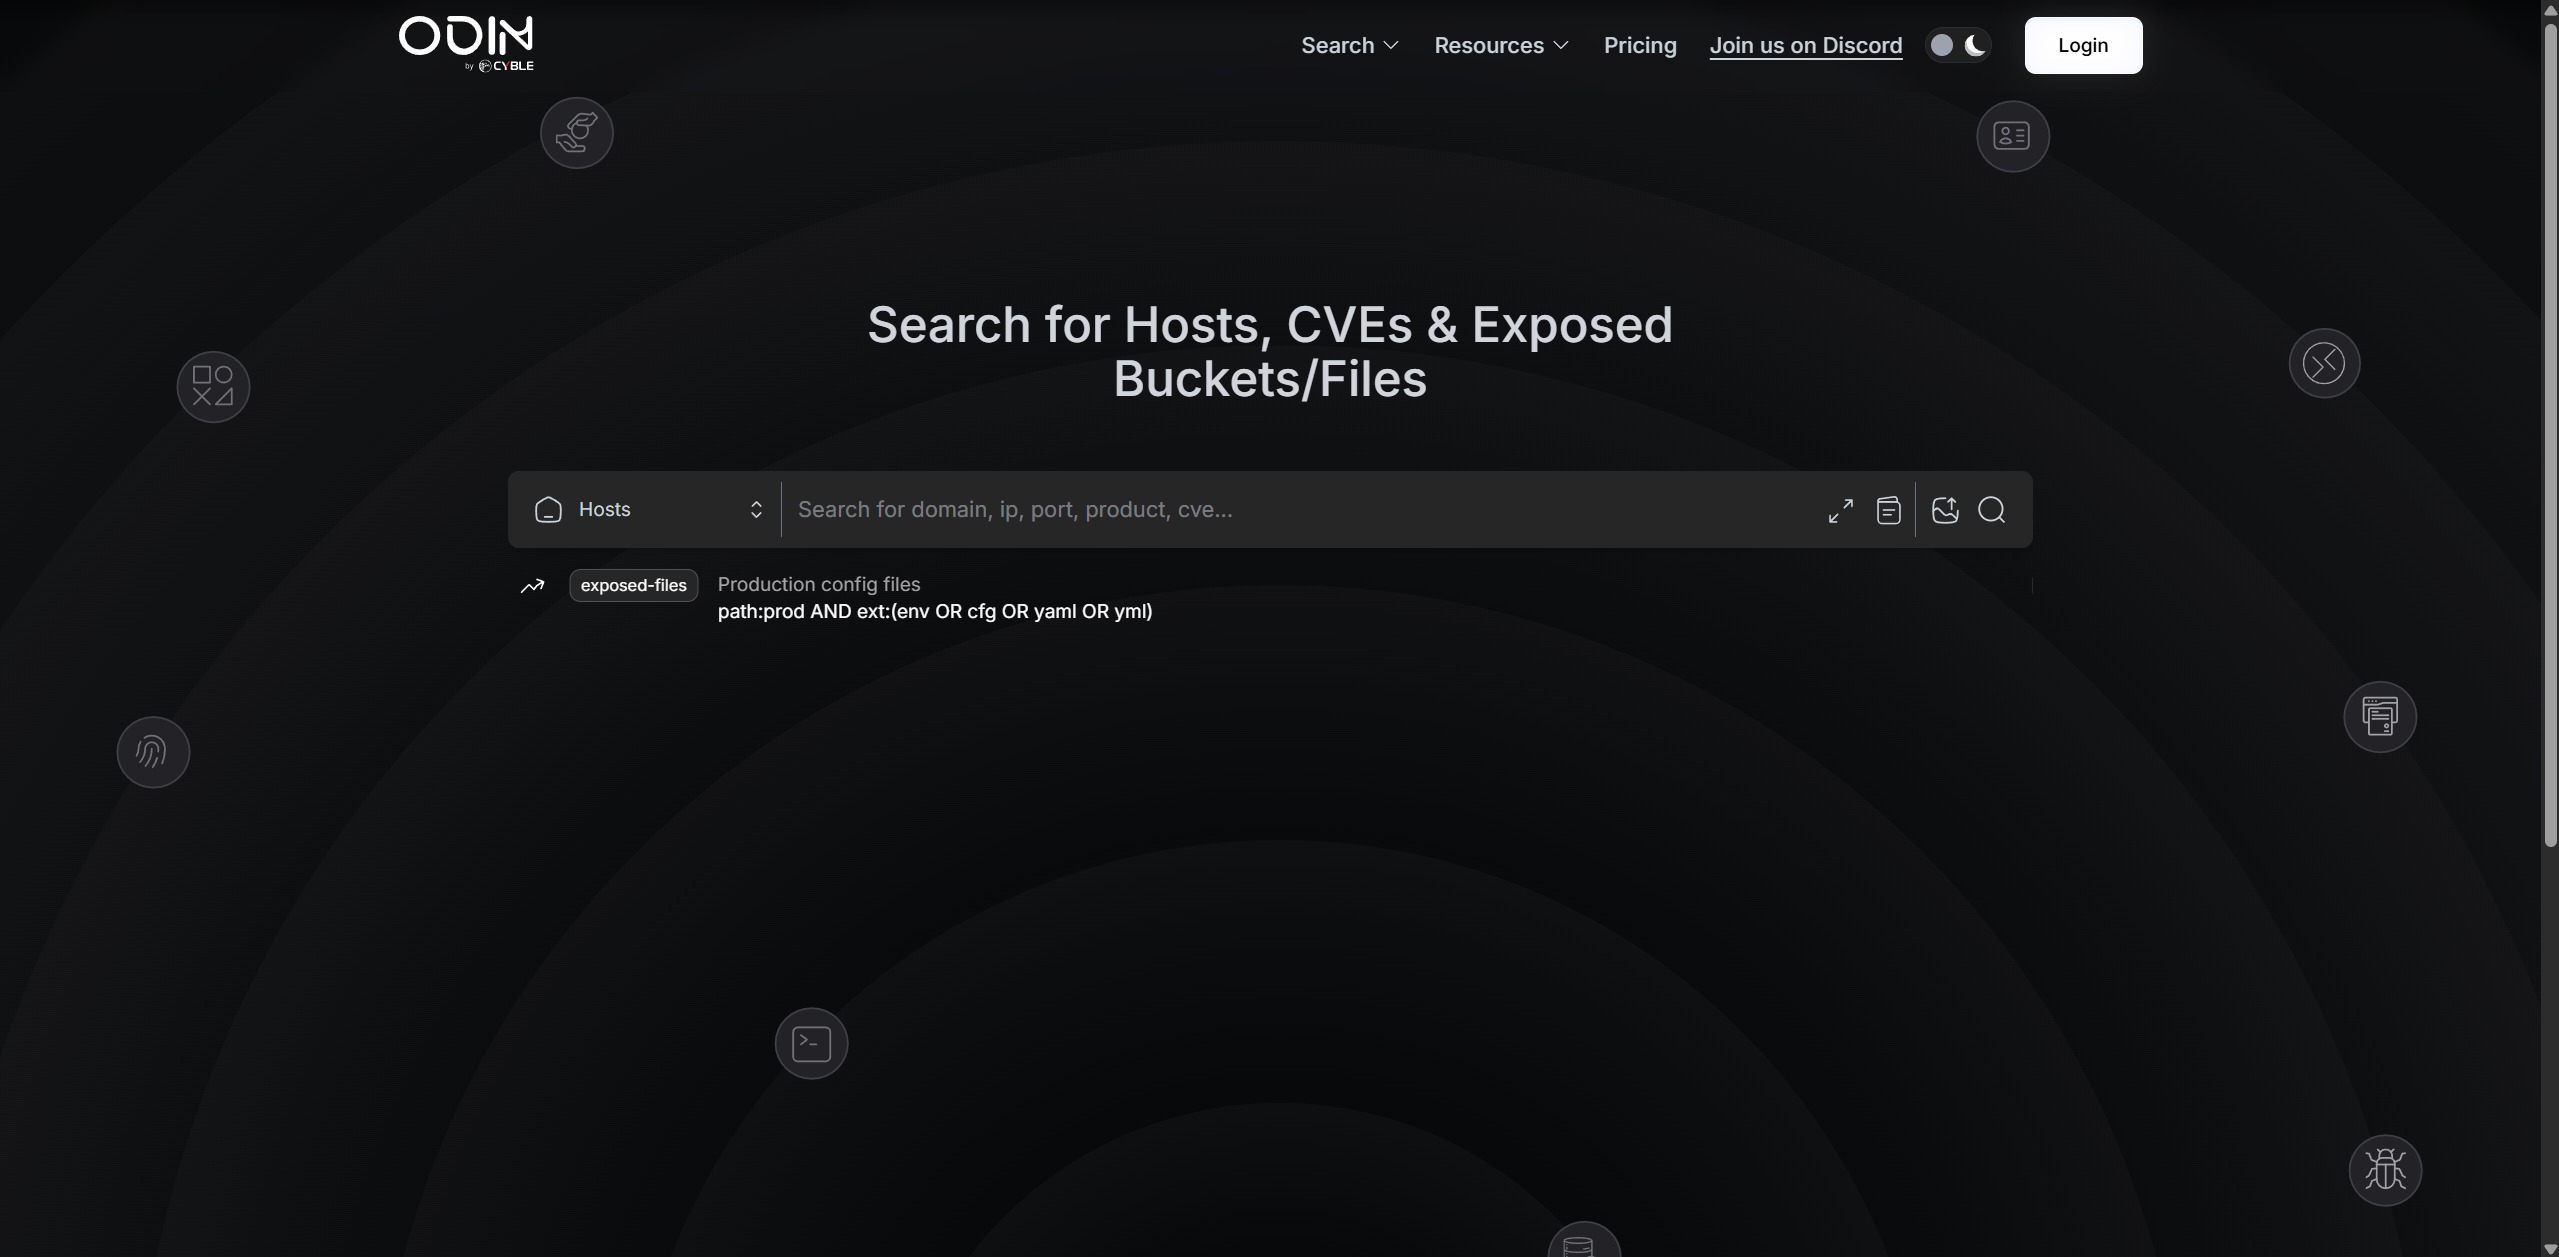 ODIN
by CYBLE
Search
Resources
Pricing
Join us on Discord
Login
Search for Hosts, CVEs & Exposed
Buckets/Files
Hosts
Search for domain, ip, port, product, cve...
exposed-files
Production config files
path:prod AND ext:(env OR cfg OR yaml OR yml)